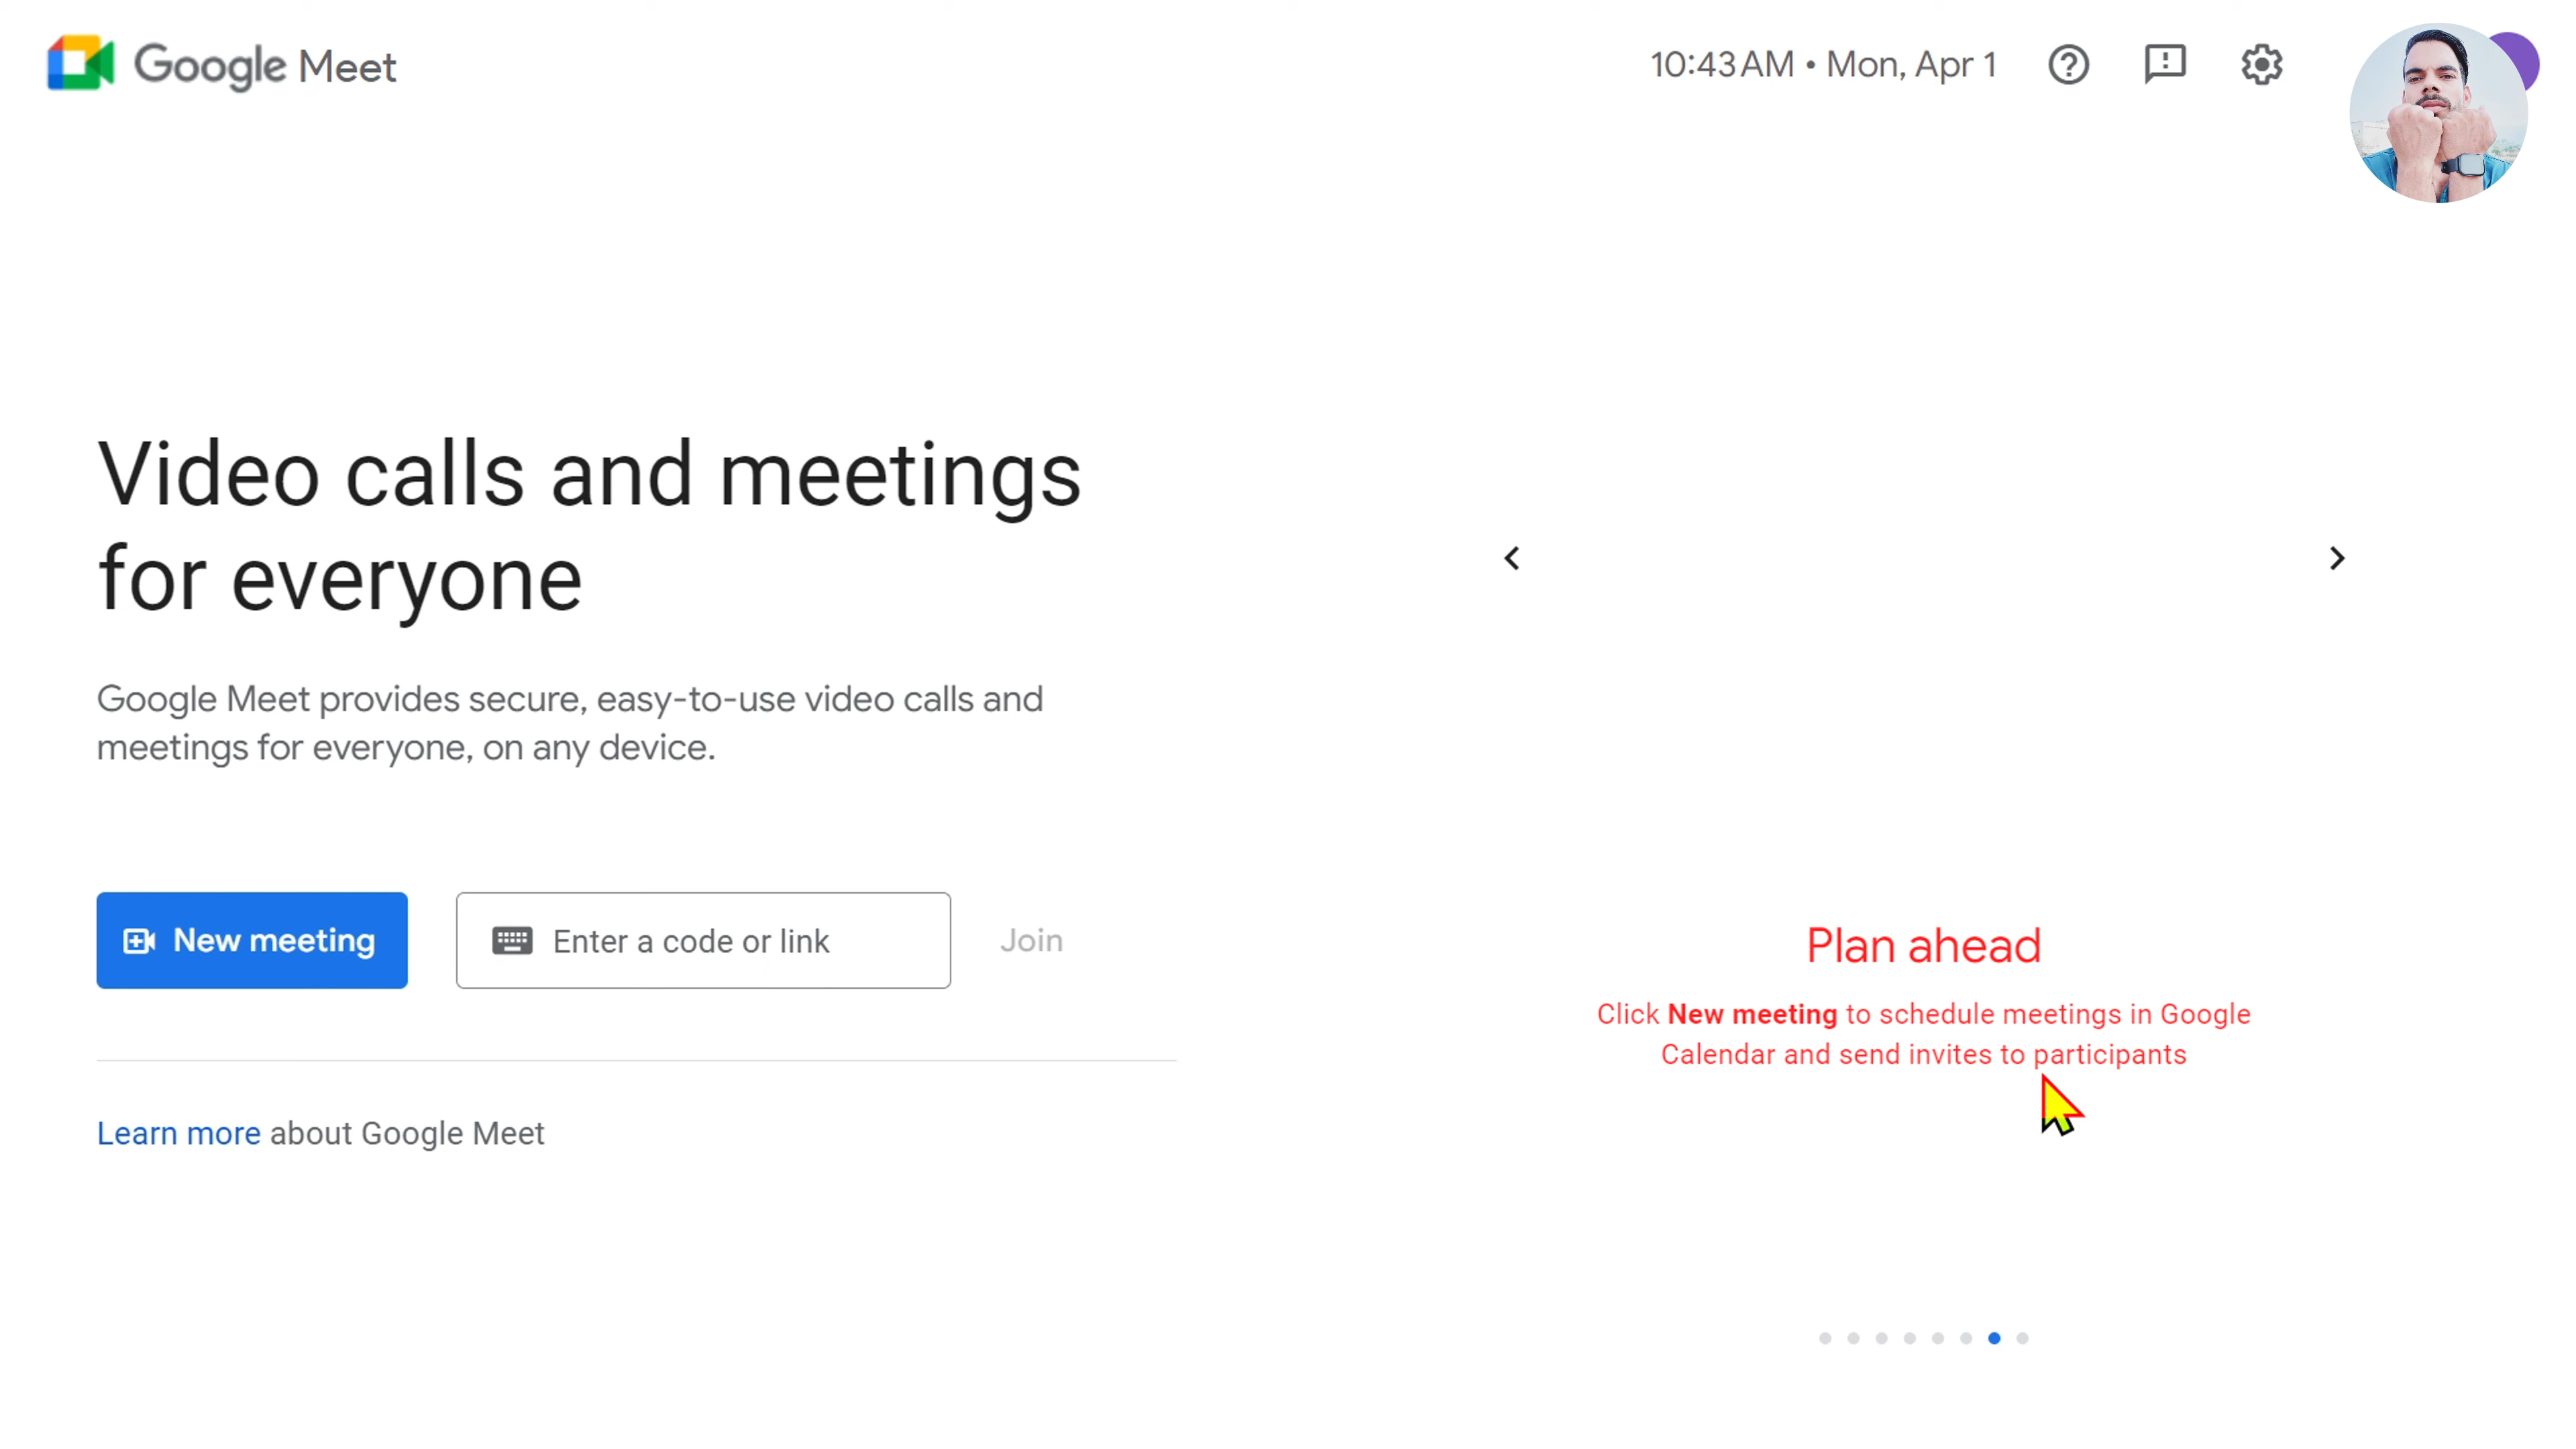 Google Meet
10:43 AM • Mon, Apr 1
Video calls and meetings
for everyone
Google Meet provides secure, easy-to-use video calls and
meetings for everyone, on any device.
New meeting
Enter a code or link
Join
Learn more about Google Meet
Plan ahead
Click New meeting to schedule meetings in Google
Calendar and send invites to participants